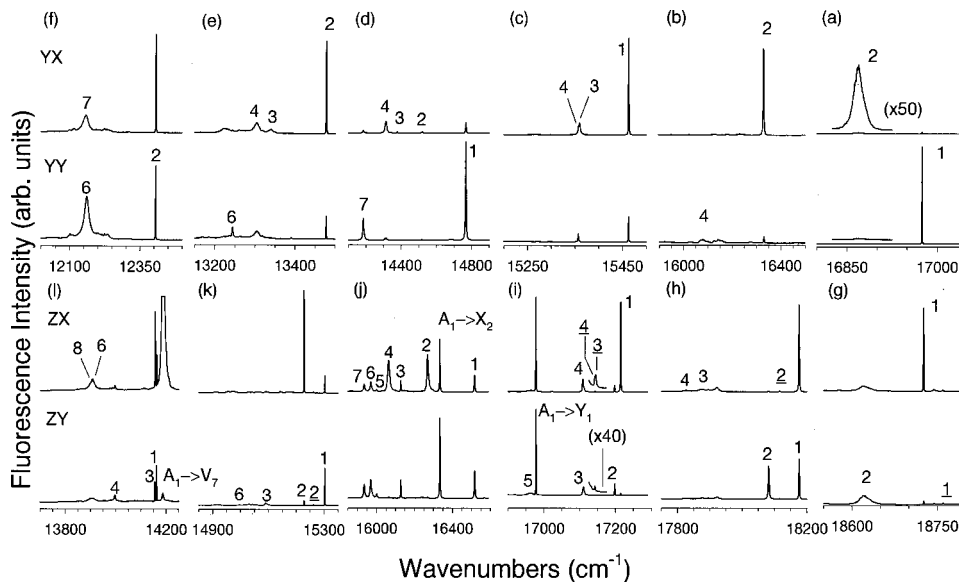 (f) (e) (d) (c) (b) (a)
YX
7
2
4 3
2
4 3 2
1
4 3
1
2
2
(x50)
YY
6
2
6
7
1
4
1
12100 12350 13200 13400 14400 14800 15250 15450 16000 16400 16850 17000
(l) (k) (j) (i) (h) (g)
ZX
8 6
7 6 5 4 3 2 1
A1–>X2
4 4 3 1
4 3 2
1
ZY
4 3 1
A1–>V7
6 3 2 2 1
A1–>Y1
5 3 (x40) 2
2 1
2 1
13800 14200 14900 15300 16000 16400 17000 17200 17800 18200 18600 18750
Fluorescence Intensity (arb. units)
Wavenumbers (cm-1)